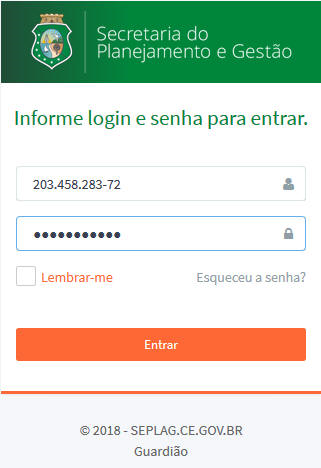 Secretaria do
Planejamento e Gestão
Informe login e senha para entrar.
203.458.283-72
●●●●●●●●●●●
Lembrar-me Esqueceu a senha?
Entrar
© 2018 - SEPLAG.CE.GOV.BR
Guardião